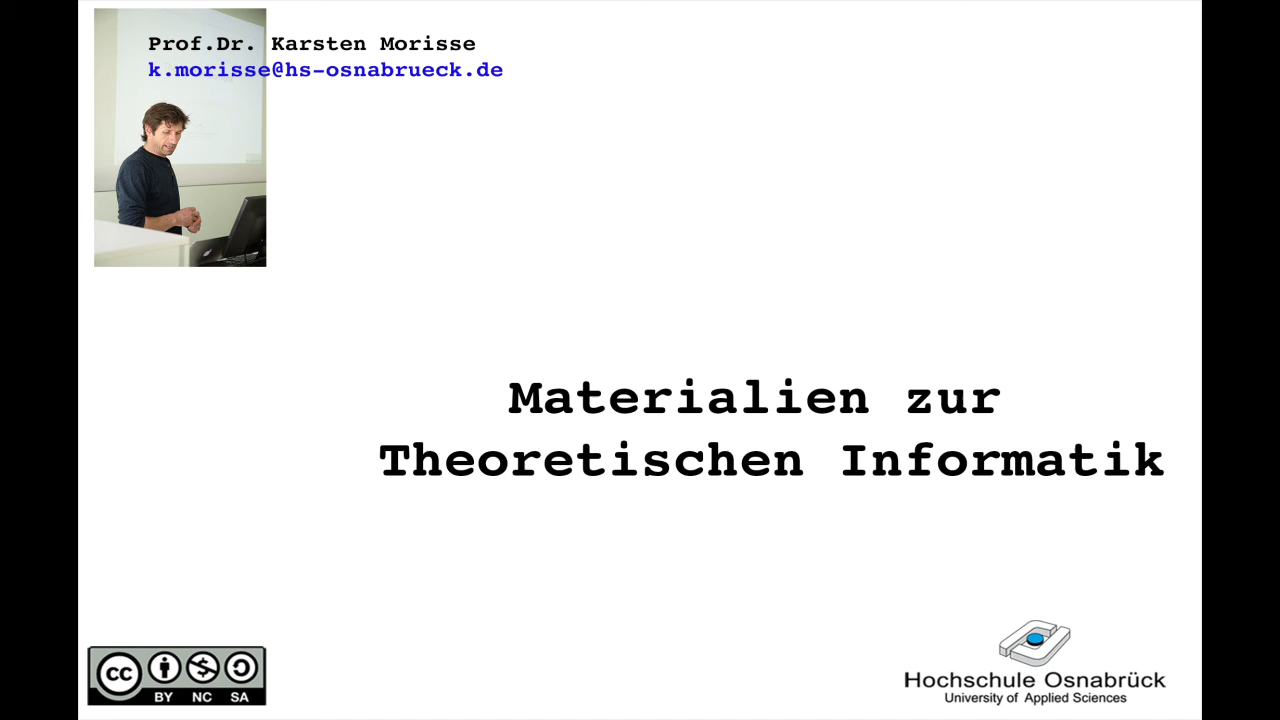 Prof.Dr. Karsten Morisse
k.morisse@hs-osnabrueck.de
Materialien zur
Theoretischen Informatik
cc
BY NC SA
Hochschule Osnabrück
University of Applied Sciences